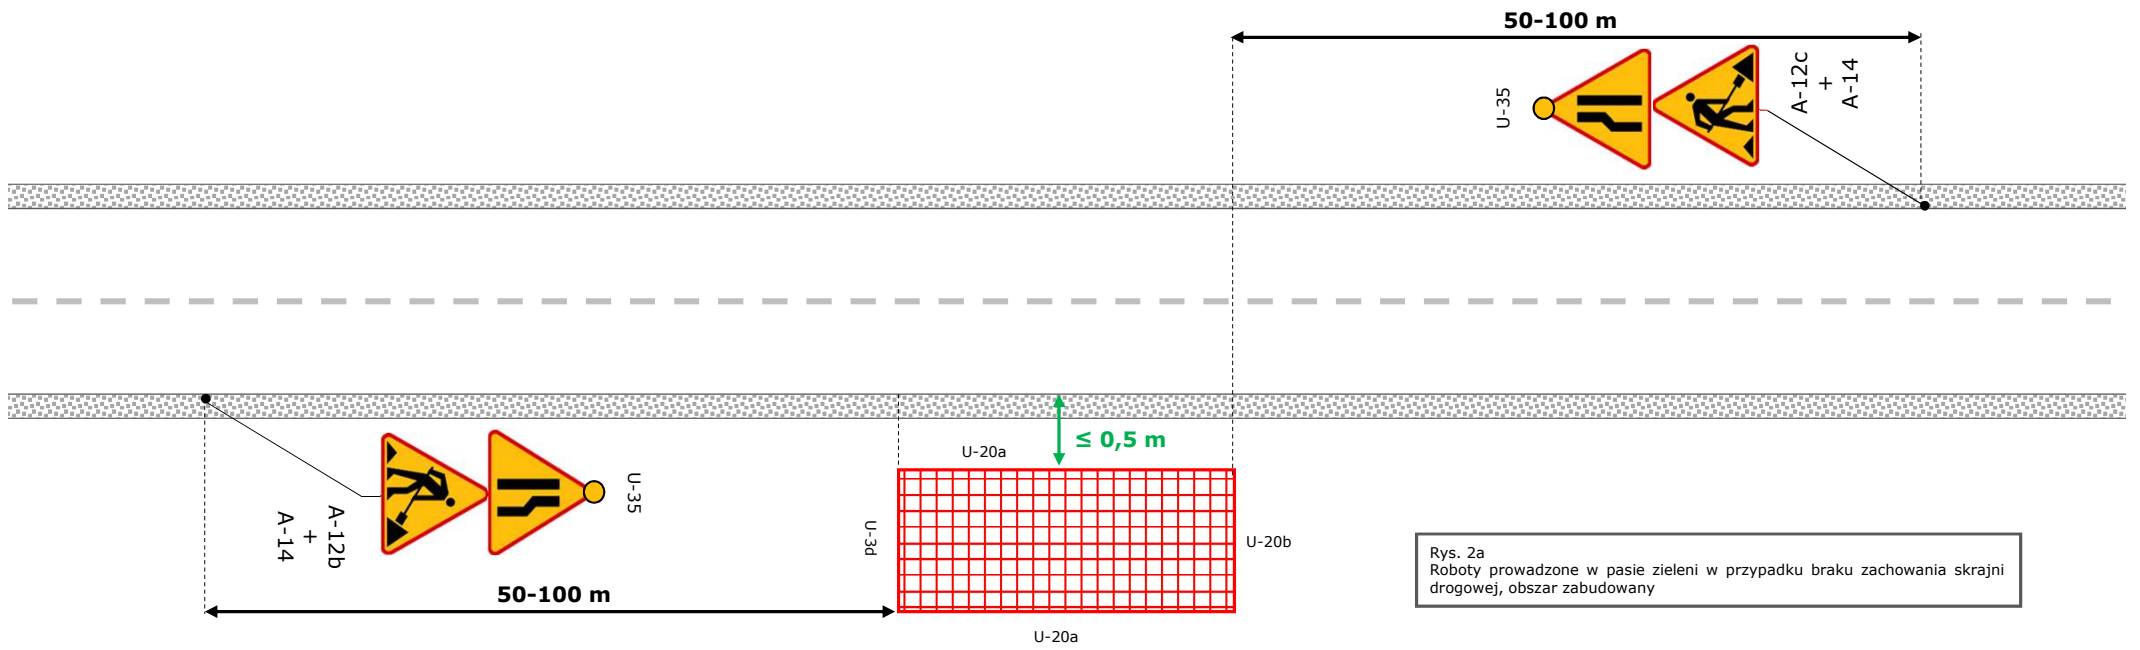 50-100 m
U-35
A-12c
+
A-14
≤ 0,5 m
U-20a
U-35
A-12b
+
A-14
U-3d
U-20b
50-100 m
U-20a
Rys. 2a
Roboty prowadzone w pasie zieleni w przypadku braku zachowania skrajni
drogowej, obszar zabudowany